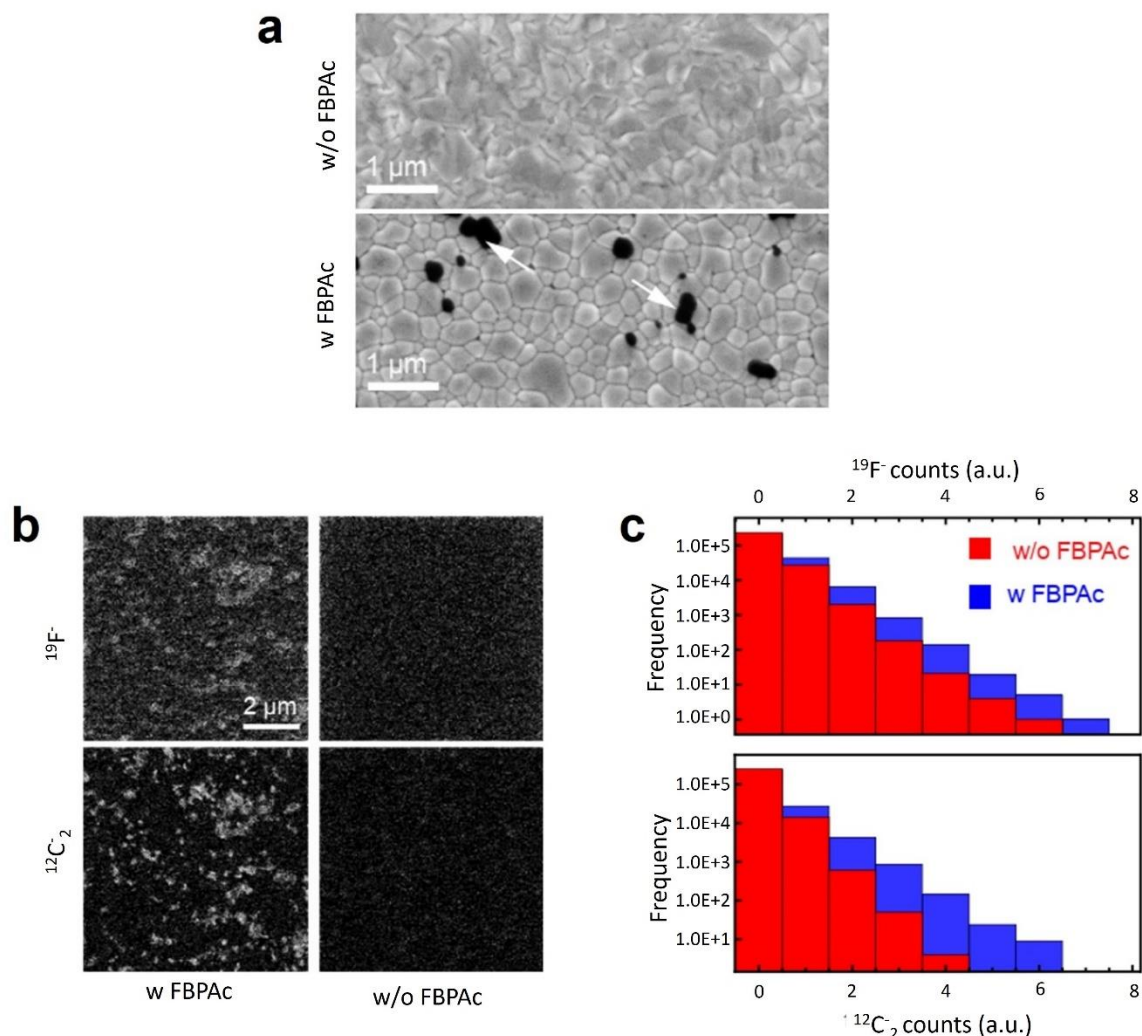 a
w/o FBPAc
1 μm
w FBPAc
1 μm
b
¹⁹F⁻
2 μm
¹²C⁻₂
w FBPAc
w/o FBPAc
c
¹⁹F⁻ counts (a.u.)
0 2 4 6 8
Frequency
1.0E+5
1.0E+4
1.0E+3
1.0E+2
1.0E+1
1.0E+0
w/o FBPAc
w FBPAc
Frequency
1.0E+5
1.0E+4
1.0E+3
1.0E+2
1.0E+1
0 2 4 6 8
¹²C⁻₂ counts (a.u.)